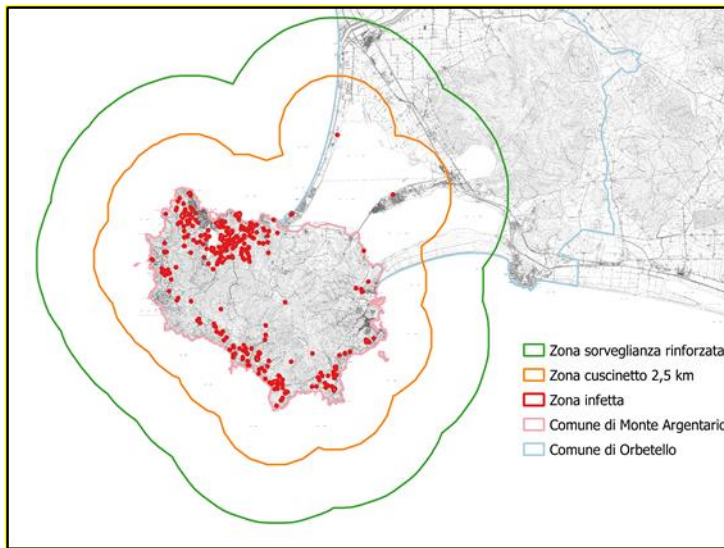 Zona sorveglianza rinforzata
Zona cuscinetto 2,5 km
Zona infetta
Comune di Monte Argentario
Comune di Orbetello